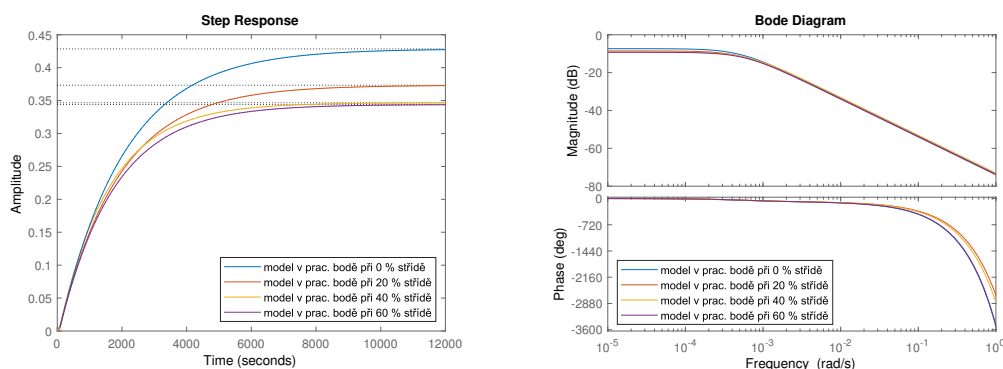 Step Response
0.45
0.4
0.35
0.3
0.25
0.2
0.15
0.1
0.05
0
Amplitude
0 2000 4000 6000 8000 10000 12000
Time (seconds)
model v prac. bodě při 0 % střídě
model v prac. bodě při 20 % střídě
model v prac. bodě při 40 % střídě
model v prac. bodě při 60 % střídě
Bode Diagram
0
-20
-40
-60
-80
Magnitude (dB)
0
-720
-1440
-2160
-2880
-3600
Phase (deg)
model v prac. bodě při 0 % střídě
model v prac. bodě při 20 % střídě
model v prac. bodě při 40 % střídě
model v prac. bodě při 60 % střídě
10⁻⁵ 10⁻⁴ 10⁻³ 10⁻² 10⁻¹ 10⁰
Frequency (rad/s)